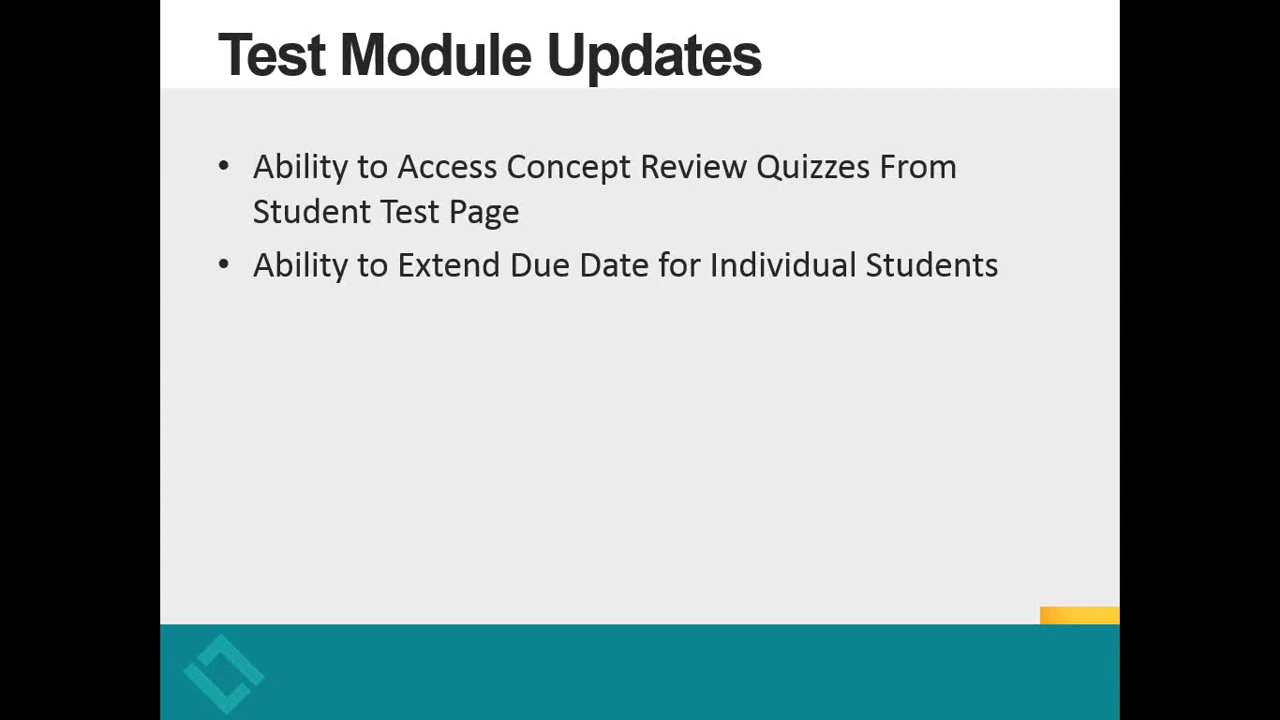 Test Module Updates
• Ability to Access Concept Review Quizzes From
Student Test Page
• Ability to Extend Due Date for Individual Students